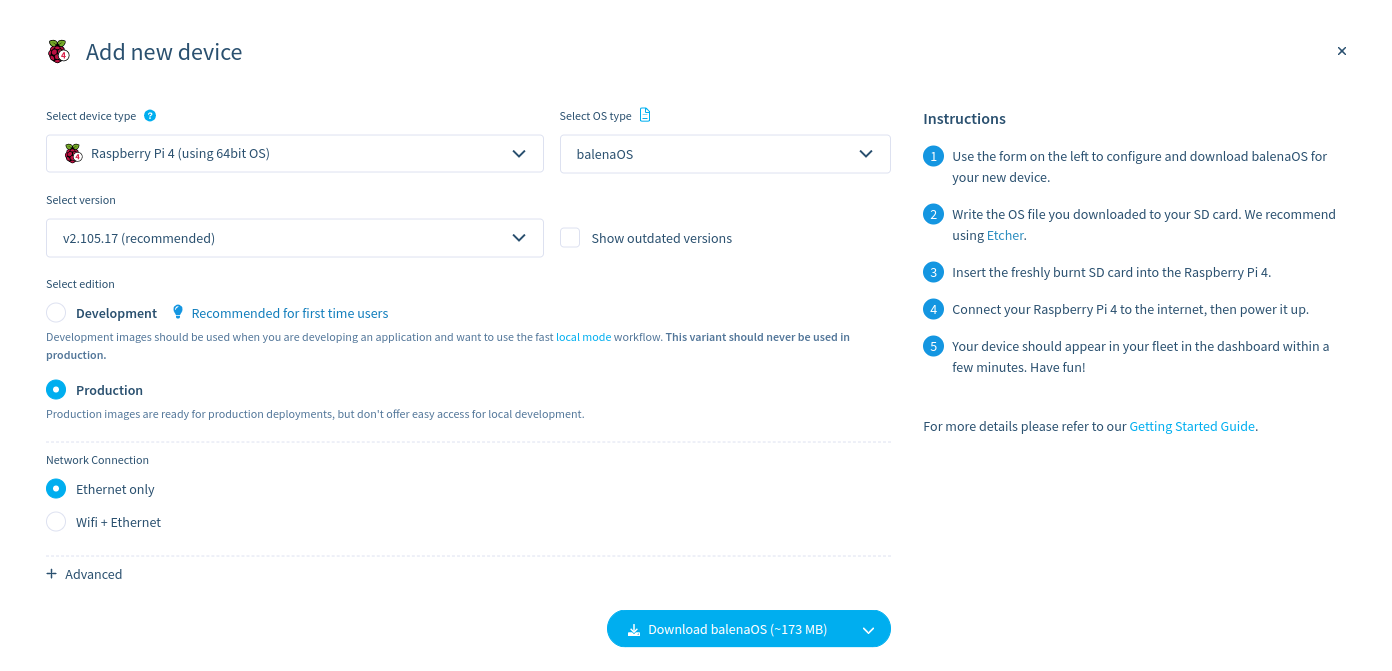 Add new device
Select device type
Raspberry Pi 4 (using 64bit OS)
Select OS type
balenaOS
Select version
v2.105.17 (recommended)
Show outdated versions
Select edition
Development
Recommended for first time users
Development images should be used when you are developing an application and want to use the fast local mode workflow. This variant should never be used in
production.
Production
Production images are ready for production deployments, but don't offer easy access for local development.
Network Connection
Ethernet only
Wifi + Ethernet
+ Advanced
Download balenaOS (~173 MB)
Instructions
1 Use the form on the left to configure and download balenaOS for
your new device.
2 Write the OS file you downloaded to your SD card. We recommend
using Etcher.
3 Insert the freshly burnt SD card into the Raspberry Pi 4.
4 Connect your Raspberry Pi 4 to the internet, then power it up.
5 Your device should appear in your fleet in the dashboard within a
few minutes. Have fun!
For more details please refer to our Getting Started Guide.